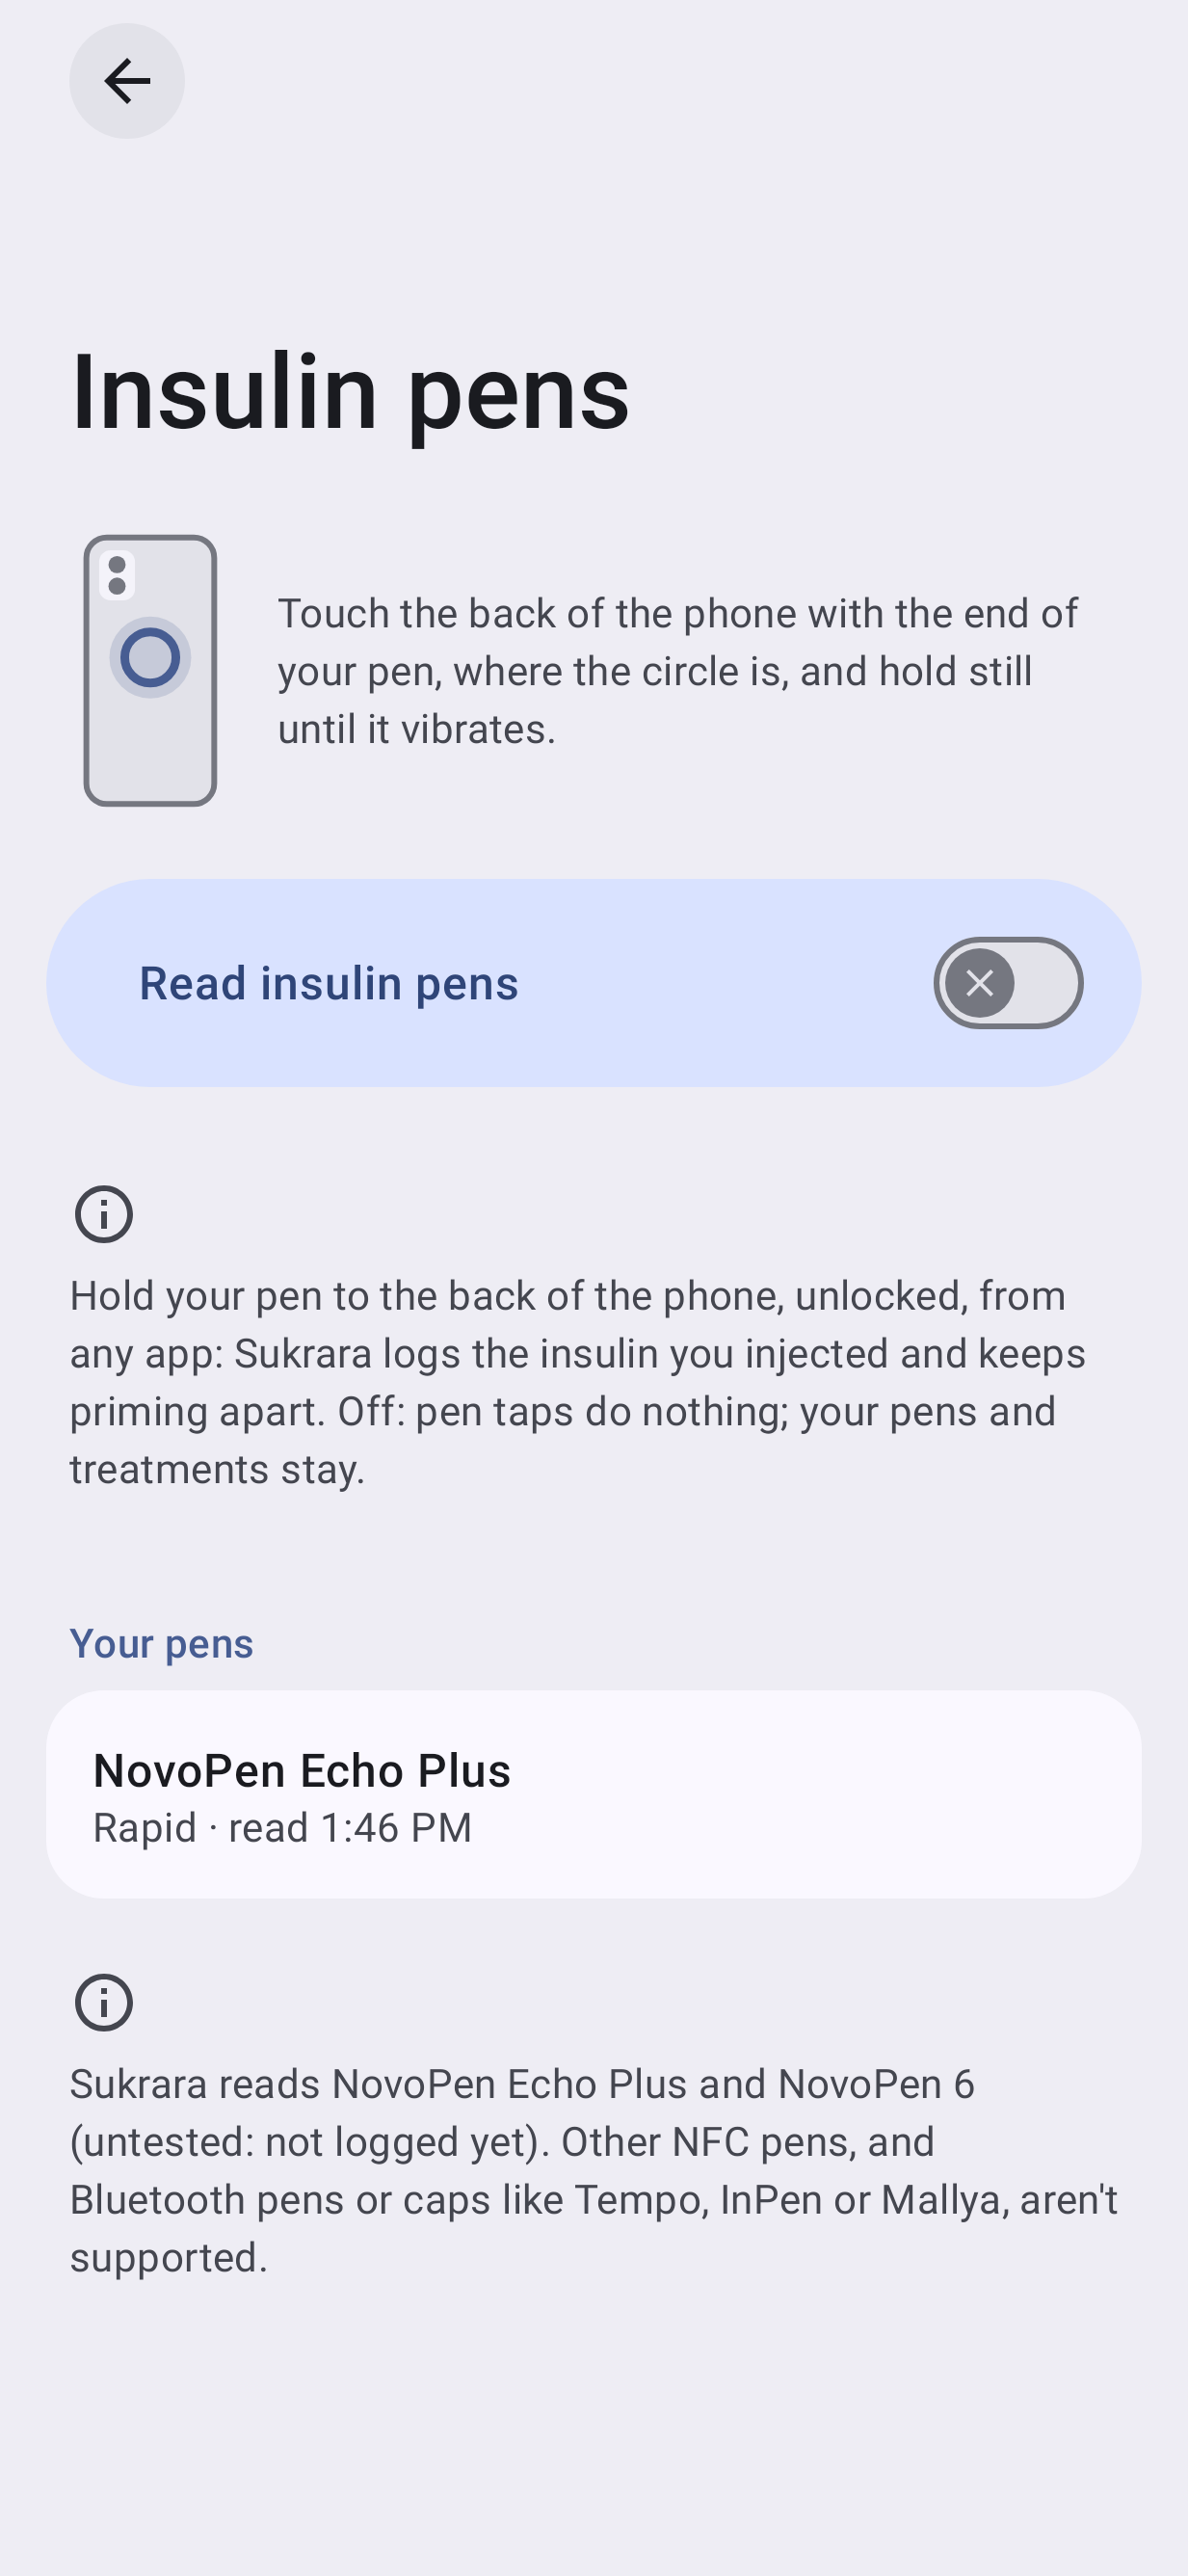 Insulin pens
Touch the back of the phone with the end of
your pen, where the circle is, and hold still
until it vibrates.
Read insulin pens
Hold your pen to the back of the phone, unlocked, from
any app: Sukrara logs the insulin you injected and keeps
priming apart. Off: pen taps do nothing; your pens and
treatments stay.
Your pens
NovoPen Echo Plus
Rapid · read 1:46 PM
Sukrara reads NovoPen Echo Plus and NovoPen 6
(untested: not logged yet). Other NFC pens, and
Bluetooth pens or caps like Tempo, InPen or Mallya, aren't
supported.